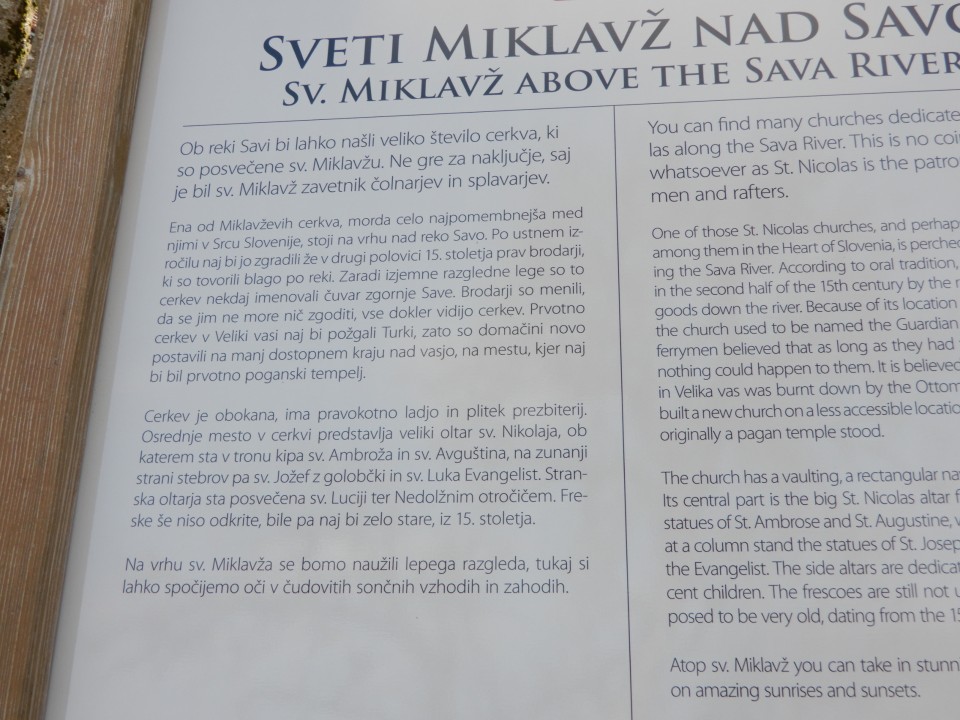 SVETI MIKLAVŽ NAD
SV. MIKLAVŽ ABOVE THE SAVA RIVER
Ob reki Savi bi lahko našli veliko število cerkva, ki
so posvečene sv. Miklavžu. Ne gre za naključje, saj
je bil sv. Miklavž zavetnik čolnarjev in splavarjev.
Ena od Miklavževih cerkva, morda celo najpomembnejša med
njimi v Srcu Slovenije, stoji na vrhu nad reko Savo. Po ustnem iz-
ročilu naj bi jo zgradili že v drugi polovici 15. stoletja prav brodarji,
ki so tovorili blago po reki. Zaradi izjemne razgledne lege so to
cerkev nekdaj imenovali čuvar zgornje Save. Brodarji so menili,
da se jim ne more nič zgoditi, vse dokler vidijo cerkev. Prvotno
cerkev v Veliki vasi naj bi požgali Turki, zato so domačini novo
postavili na manj dostopnem kraju nad vasjo, na mestu, kjer naj
bi bil prvotno poganski tempelj.
Cerkev je obokana, ima pravokotno ladjo in plitek prezbiterij.
Osrednje mesto v cerkvi predstavlja veliki oltar sv. Nikolaja, ob
katerem sta v tronu kipa sv. Ambroža in sv. Avguština, na zunanji
strani stebrov pa sv. Jožef z golobčki in sv. Luka Evangelist. Stran-
ska oltarja sta posvečena sv. Luciji ter Nedolžnim otročičem. Fre-
ske še niso odkrite, bile pa naj bi zelo stare, iz 15. stoletja.
Na vrhu sv. Miklavža se bomo naužili lepega razgleda, tukaj si
lahko spočijemo oči v čudovitih sončnih vzhodih in zahodih.
You can find many churches dedicate
las along the Sava River. This is no coi
whatsoever as St. Nicolas is the patro
men and rafters.
One of those St. Nicolas churches, and perhap
among them in the Heart of Slovenia, is perche
ing the Sava River. According to oral tradition,
in the second half of the 15th century by the
goods down the river. Because of its location
the church used to be named the Guardian
ferrymen believed that as long as they had
nothing could happen to them. It is believed
in Velika vas was burnt down by the Ottom
built a new church on a less accessible locatio
originally a pagan temple stood.
The church has a vaulting, a rectangular na
Its central part is the big St. Nicolas altar
statues of St. Ambrose and St. Augustine,
at a column stand the statues of St. Josep
the Evangelist. The side altars are dedicat
cent children. The frescoes are still not
posed to be very old, dating from the
Atop sv. Miklavž you can take in stunn
on amazing sunrises and sunsets.